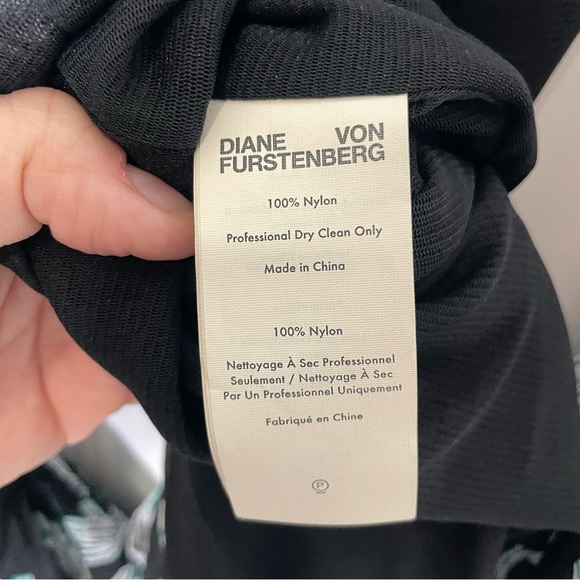 DIANE VON
FURSTENBERG
100% Nylon
Professional Dry Clean Only
Made in China
100% Nylon
Nettoyage À Sec Professionnel
Seulement / Nettoyage À Sec
Par Un Professionnel Uniquement
Fabriqué en Chine
P